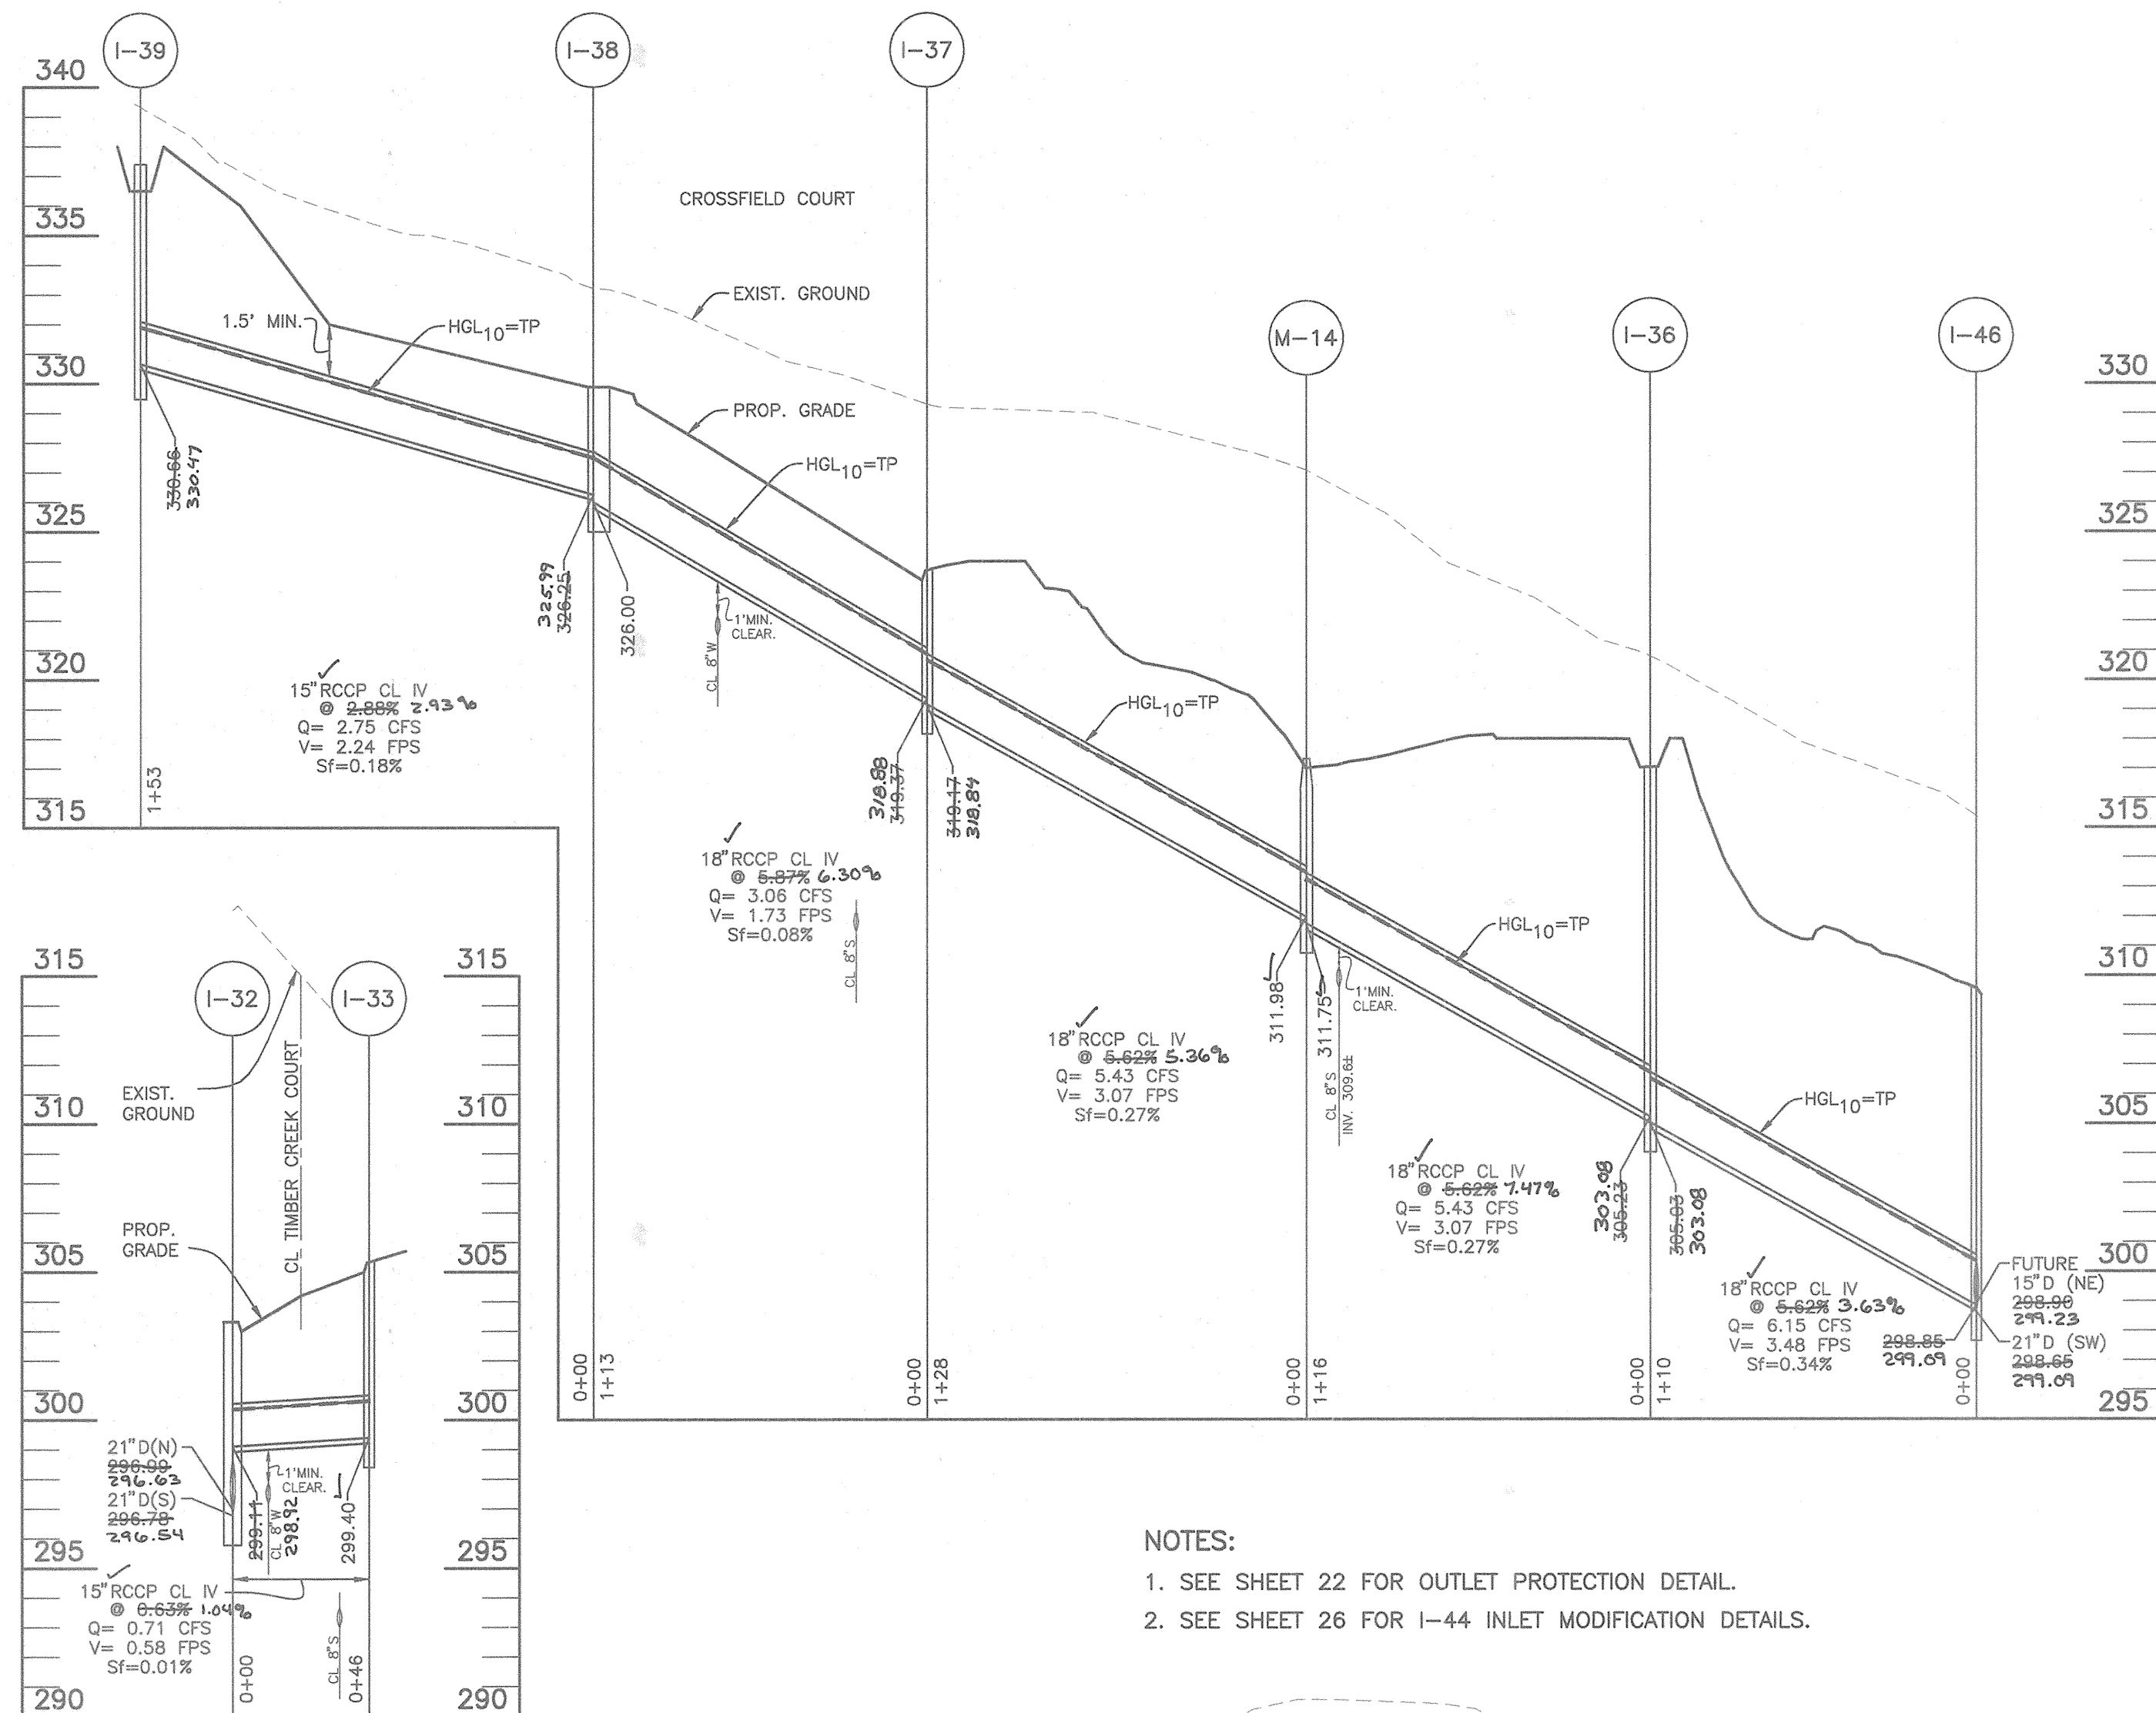 I-39
I-38
I-37
340
335
330
325
320
315
CROSSFIELD COURT
EXIST. GROUND
1.5' MIN.
HGL10=TP
PROP. GRADE
HGL10=TP
M-14
I-36
I-46
330
325
320
315
310
305
300
295
330.66
330.47
325.99
326.25
326.00
1'MIN.
CLEAR.
CL 8"W
15"RCCP CL IV
@ 2.88% 2.93%
Q= 2.75 CFS
V= 2.24 FPS
Sf=0.18%
1+53
HGL10=TP
318.88
319.37
319.17
318.84
18"RCCP CL IV
@ 5.87% 6.30%
Q= 3.06 CFS
V= 1.73 FPS
Sf=0.08%
CL 8"S
HGL10=TP
311.98
311.75
1'MIN.
CLEAR.
CL 8"S
INV. 309.6±
18"RCCP CL IV
@ 5.62% 5.36%
Q= 5.43 CFS
V= 3.07 FPS
Sf=0.27%
HGL10=TP
18"RCCP CL IV
@ 5.62% 7.47%
Q= 5.43 CFS
V= 3.07 FPS
Sf=0.27%
303.08
305.23
305.03
303.08
18"RCCP CL IV
@ 5.62% 3.63%
Q= 6.15 CFS
V= 3.48 FPS
Sf=0.34%
298.85
299.09
FUTURE
15"D (NE)
298.90
299.23
21"D (SW)
298.65
299.09
0+00
1+13
0+00
1+28
0+00
1+16
0+00
1+10
0+00
315
310
305
300
295
290
I-32
I-33
315
310
305
300
295
290
EXIST.
GROUND
CL TIMBER CREEK COURT
PROP.
GRADE
21"D(N)
296.99
296.63
21"D(S)
296.78
296.54
299.11
CL 8"W
298.92
1'MIN.
CLEAR.
299.40
15"RCCP CL IV
@ 0.63% 1.04%
Q= 0.71 CFS
V= 0.58 FPS
Sf=0.01%
0+00
CL 8"S
0+46
NOTES:
1. SEE SHEET 22 FOR OUTLET PROTECTION DETAIL.
2. SEE SHEET 26 FOR I-44 INLET MODIFICATION DETAILS.